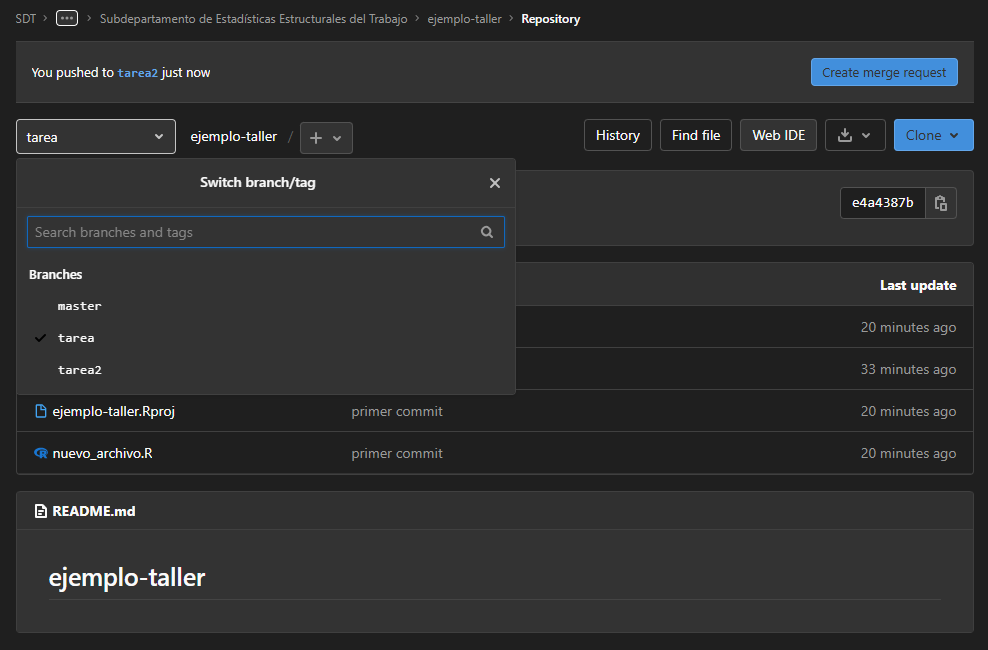 SDT > ... > Subdepartamento de Estadísticas Estructurales del Trabajo > ejemplo-taller > Repository
You pushed to tarea2 just now
Create merge request
tarea
ejemplo-taller / +
History
Find file
Web IDE
Clone
Switch branch/tag
e4a4387b
Search branches and tags
Branches
Last update
master
20 minutes ago
tarea
33 minutes ago
tarea2
ejemplo-taller.Rproj primer commit 20 minutes ago
nuevo_archivo.R primer commit 20 minutes ago
README.md
ejemplo-taller